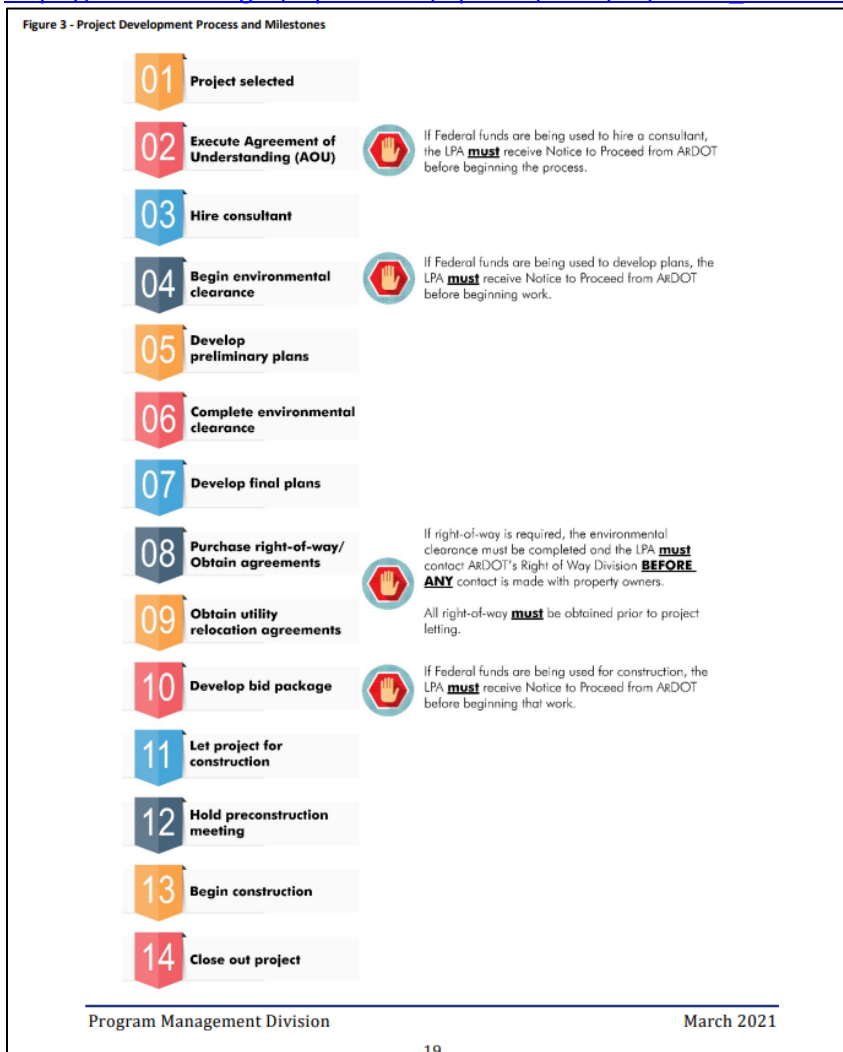 Figure 3 - Project Development Process and Milestones
01 Project selected
02 Execute Agreement of
Understanding (AOU)
If Federal funds are being used to hire a consultant,
the LPA must receive Notice to Proceed from ARDOT
before beginning the process.
03 Hire consultant
04 Begin environmental
clearance
If Federal funds are being used to develop plans, the
LPA must receive Notice to Proceed from ARDOT
before beginning work.
05 Develop
preliminary plans
06 Complete environmental
clearance
07 Develop final plans
08 Purchase right-of-way/
Obtain agreements
If right-of-way is required, the environmental
clearance must be completed and the LPA must
contact ARDOT's Right of Way Division BEFORE
ANY contact is made with property owners.
All right-of-way must be obtained prior to project
letting.
09 Obtain utility
relocation agreements
10 Develop bid package
If Federal funds are being used for construction, the
LPA must receive Notice to Proceed from ARDOT
before beginning that work.
11 Let project for
construction
12 Hold preconstruction
meeting
13 Begin construction
14 Close out project
Program Management Division March 2021
19